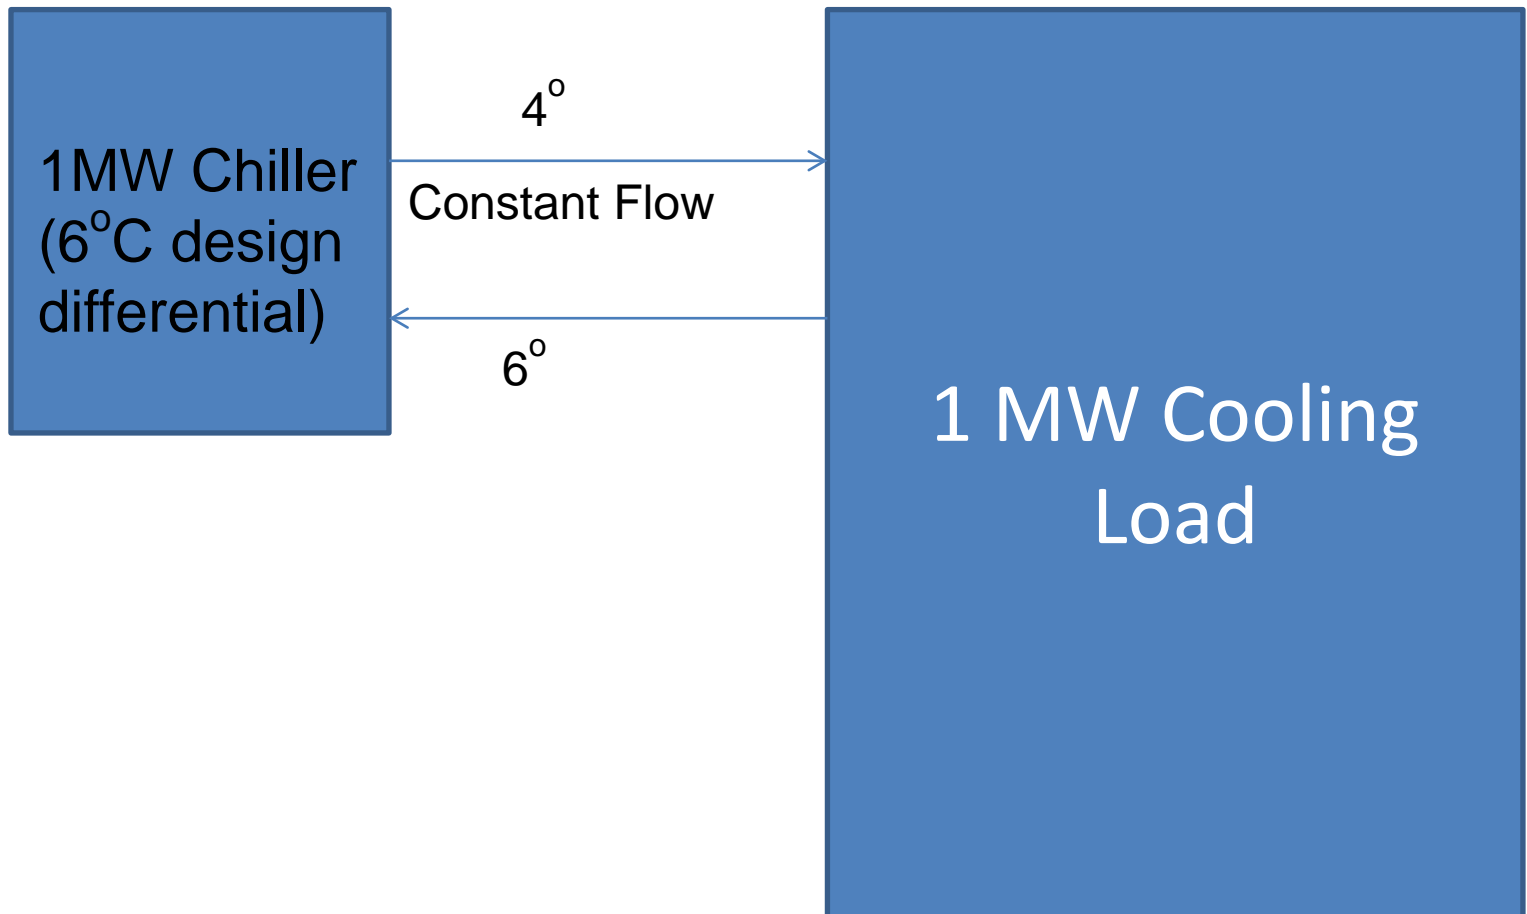 1MW Chiller
(6°C design
differential)
4°
Constant Flow
6°
1 MW Cooling
Load